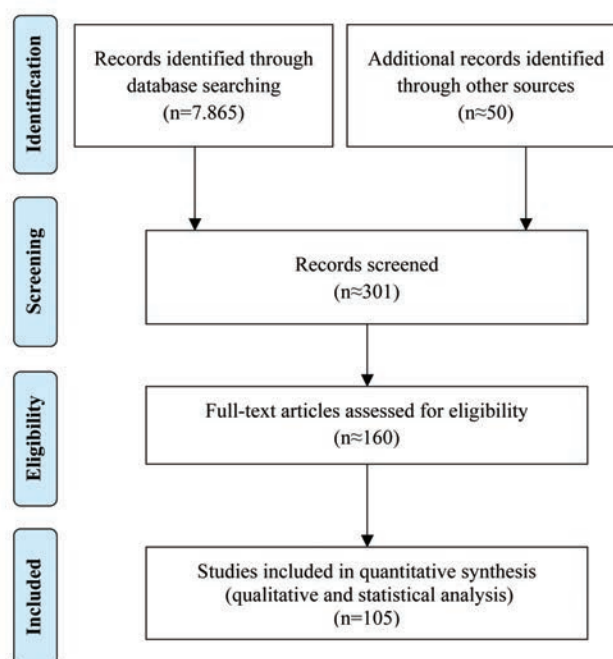 Identification
Records identified through
database searching
(n=7.865)
Additional records identified
through other sources
(n≈50)
Screening
Records screened
(n≈301)
Eligibility
Full-text articles assessed for eligibility
(n≈160)
Included
Studies included in quantitative synthesis
(qualitative and statistical analysis)
(n=105)